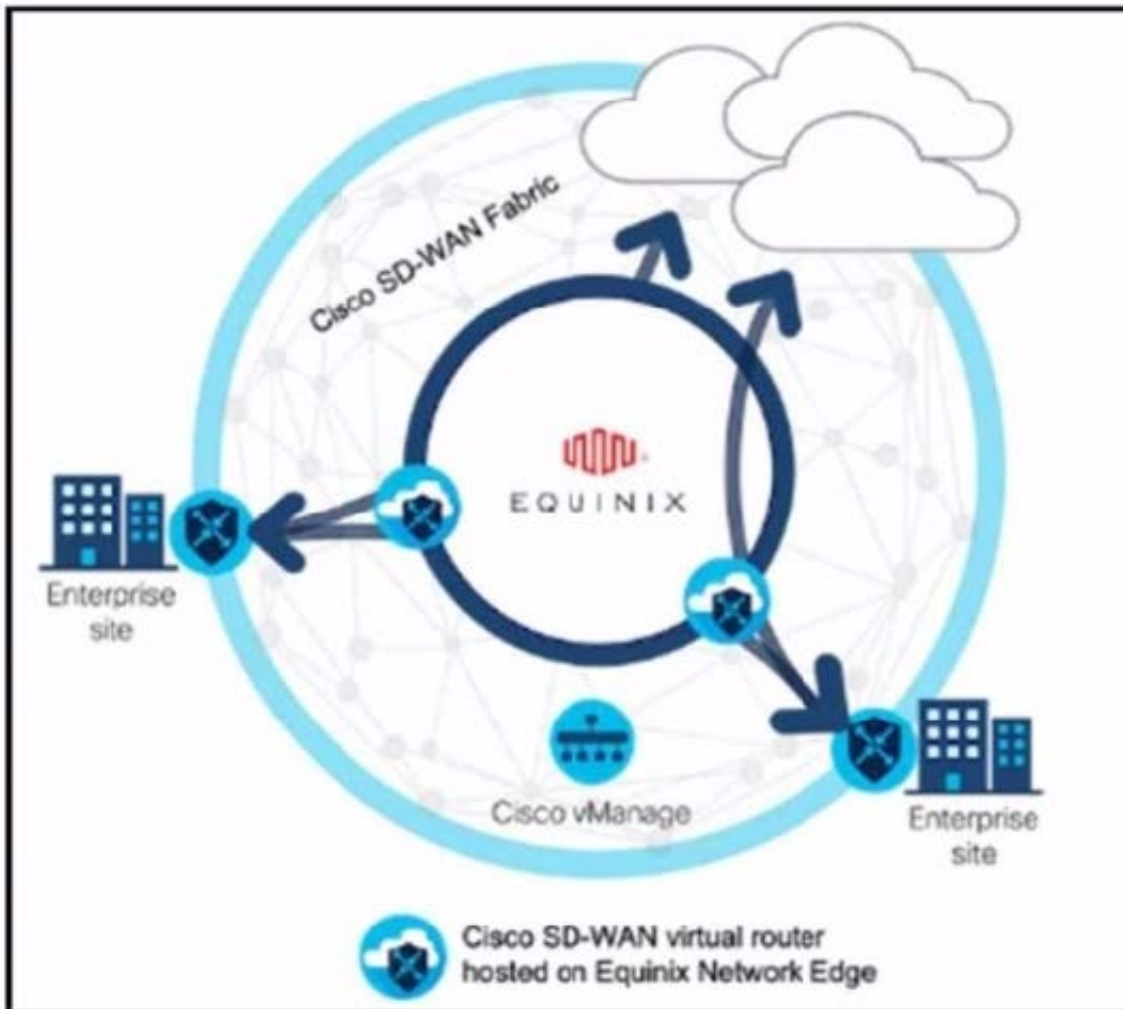 Cisco SD-WAN Fabric
EQUINIX
Enterprise
site
Cisco vManage
Enterprise
site
Cisco SD-WAN virtual router
hosted on Equinix Network Edge